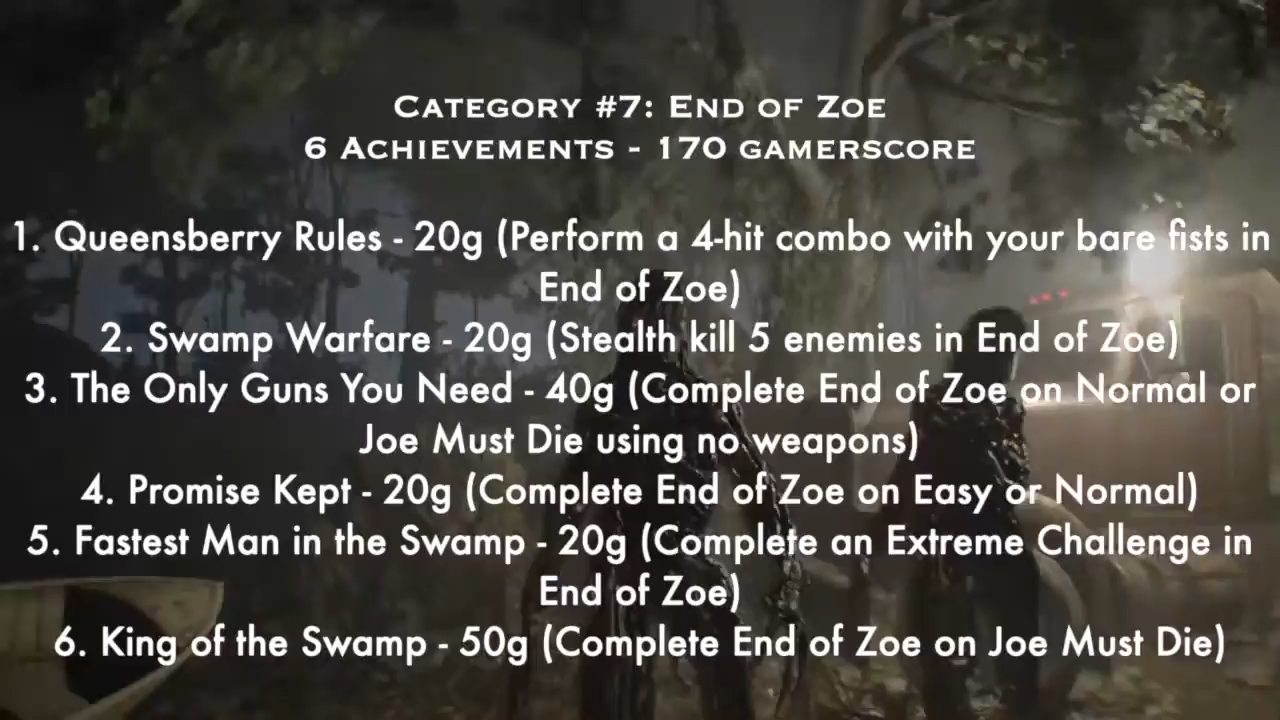 Category #7: End of Zoe
6 Achievements - 170 gamerscore
1. Queensberry Rules - 20g (Perform a 4-hit combo with your bare fists in
End of Zoe)
2. Swamp Warfare - 20g (Stealth kill 5 enemies in End of Zoe)
3. The Only Guns You Need - 40g (Complete End of Zoe on Normal or
Joe Must Die using no weapons)
4. Promise Kept - 20g (Complete End of Zoe on Easy or Normal)
5. Fastest Man in the Swamp - 20g (Complete an Extreme Challenge in
End of Zoe)
6. King of the Swamp - 50g (Complete End of Zoe on Joe Must Die)